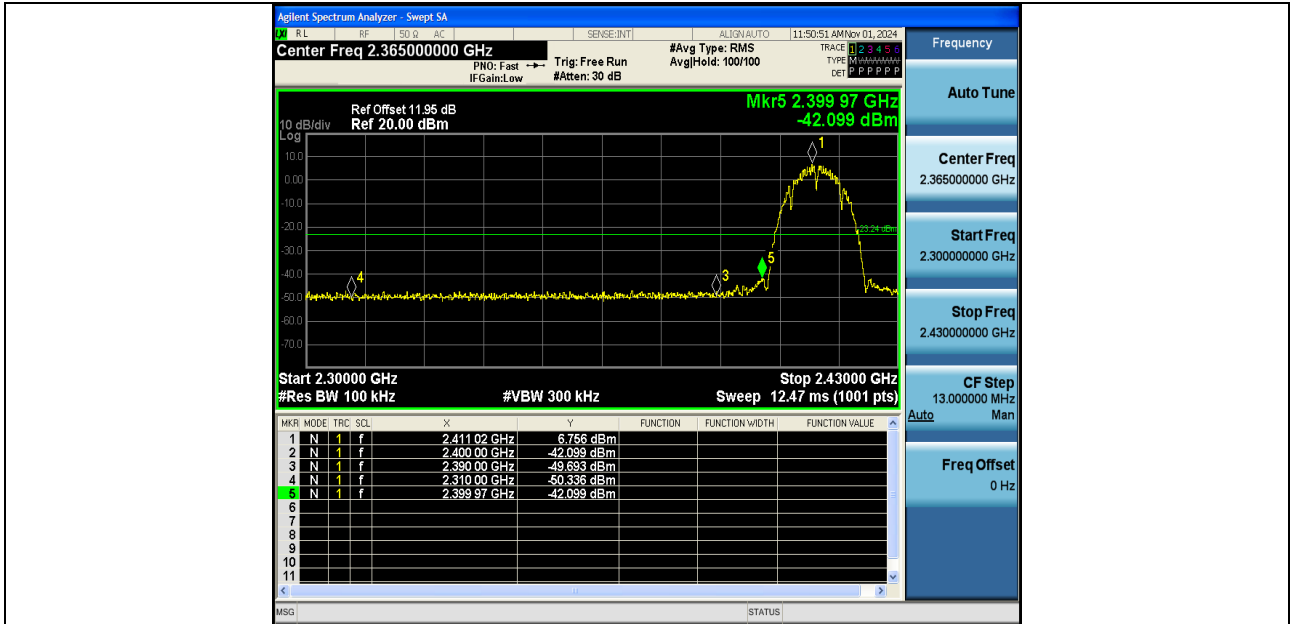 Agilent Spectrum Analyzer - Swept SA
LXI RL RF 50 Ω AC SENSE:INT ALIGN AUTO 11:50:51 AM Nov 01, 2024
Center Freq 2.365000000 GHz
PNO: Fast
IFGain:Low
Trig: Free Run
#Atten: 30 dB
#Avg Type: RMS
Avg|Hold: 100/100
TRACE 1 2 3 4 5 6
TYPE M
DET P P P P P P
Ref Offset 11.95 dB
Ref 20.00 dBm
10 dB/div
Log
Mkr5 2.399 97 GHz
-42.099 dBm
10.0
0.00
-10.0
-20.0
-30.0
-40.0
-50.0
-60.0
-70.0
1
-23.24 dBm
5
3
4
Start 2.30000 GHz
Stop 2.43000 GHz
#Res BW 100 kHz
#VBW 300 kHz
Sweep 12.47 ms (1001 pts)
MKR MODE TRC SCL X Y FUNCTION FUNCTION WIDTH FUNCTION VALUE
1 N 1 f 2.411 02 GHz 6.756 dBm
2 N 1 f 2.400 00 GHz -42.099 dBm
3 N 1 f 2.390 00 GHz -49.693 dBm
4 N 1 f 2.310 00 GHz -50.336 dBm
5 N 1 f 2.399 97 GHz -42.099 dBm
6
7
8
9
10
11
MSG
STATUS
Frequency
Auto Tune
Center Freq
2.365000000 GHz
Start Freq
2.300000000 GHz
Stop Freq
2.430000000 GHz
CF Step
13.000000 MHz
Auto Man
Freq Offset
0 Hz